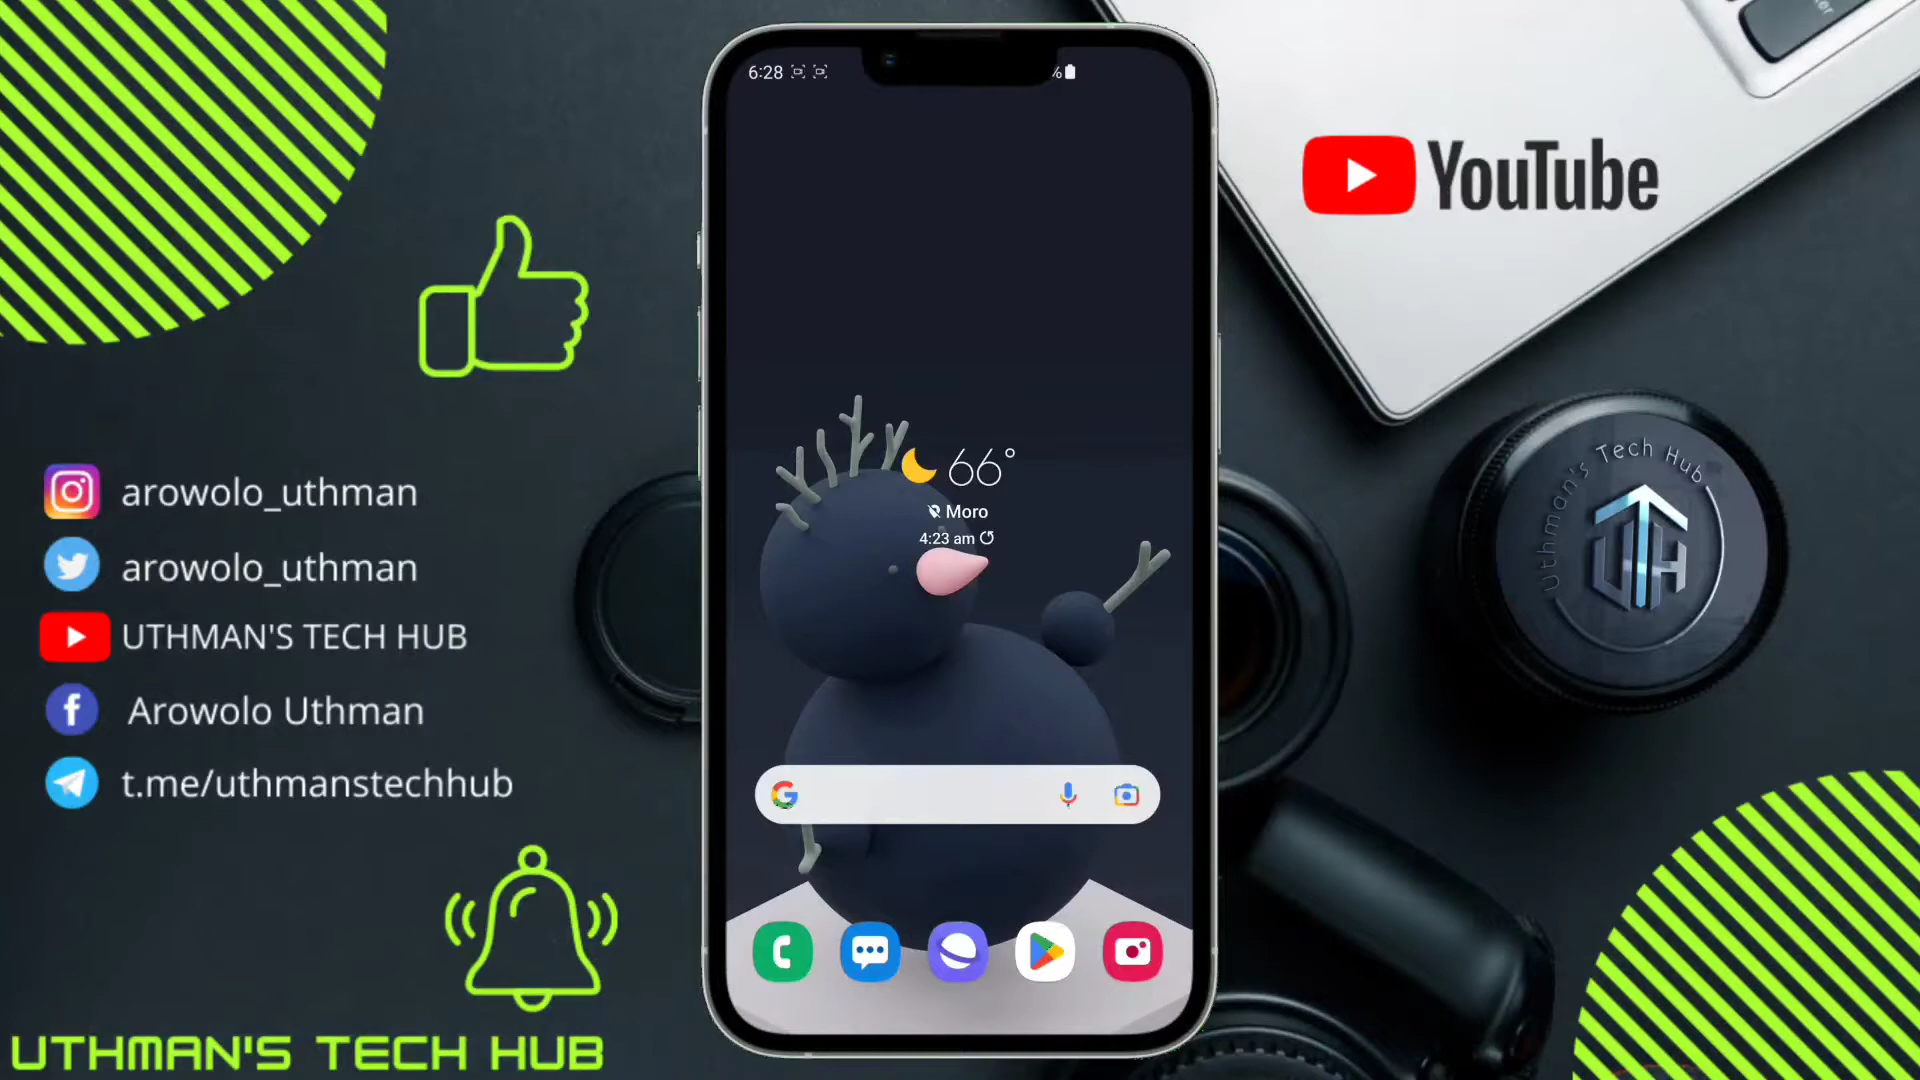 6:28
%
YouTube
Uthman's Tech Hub
UTH
66°
Moro
4:23 am
arowolo_uthman
arowolo_uthman
UTHMAN'S TECH HUB
Arowolo Uthman
t.me/uthmanstechhub
UTHMAN'S TECH HUB